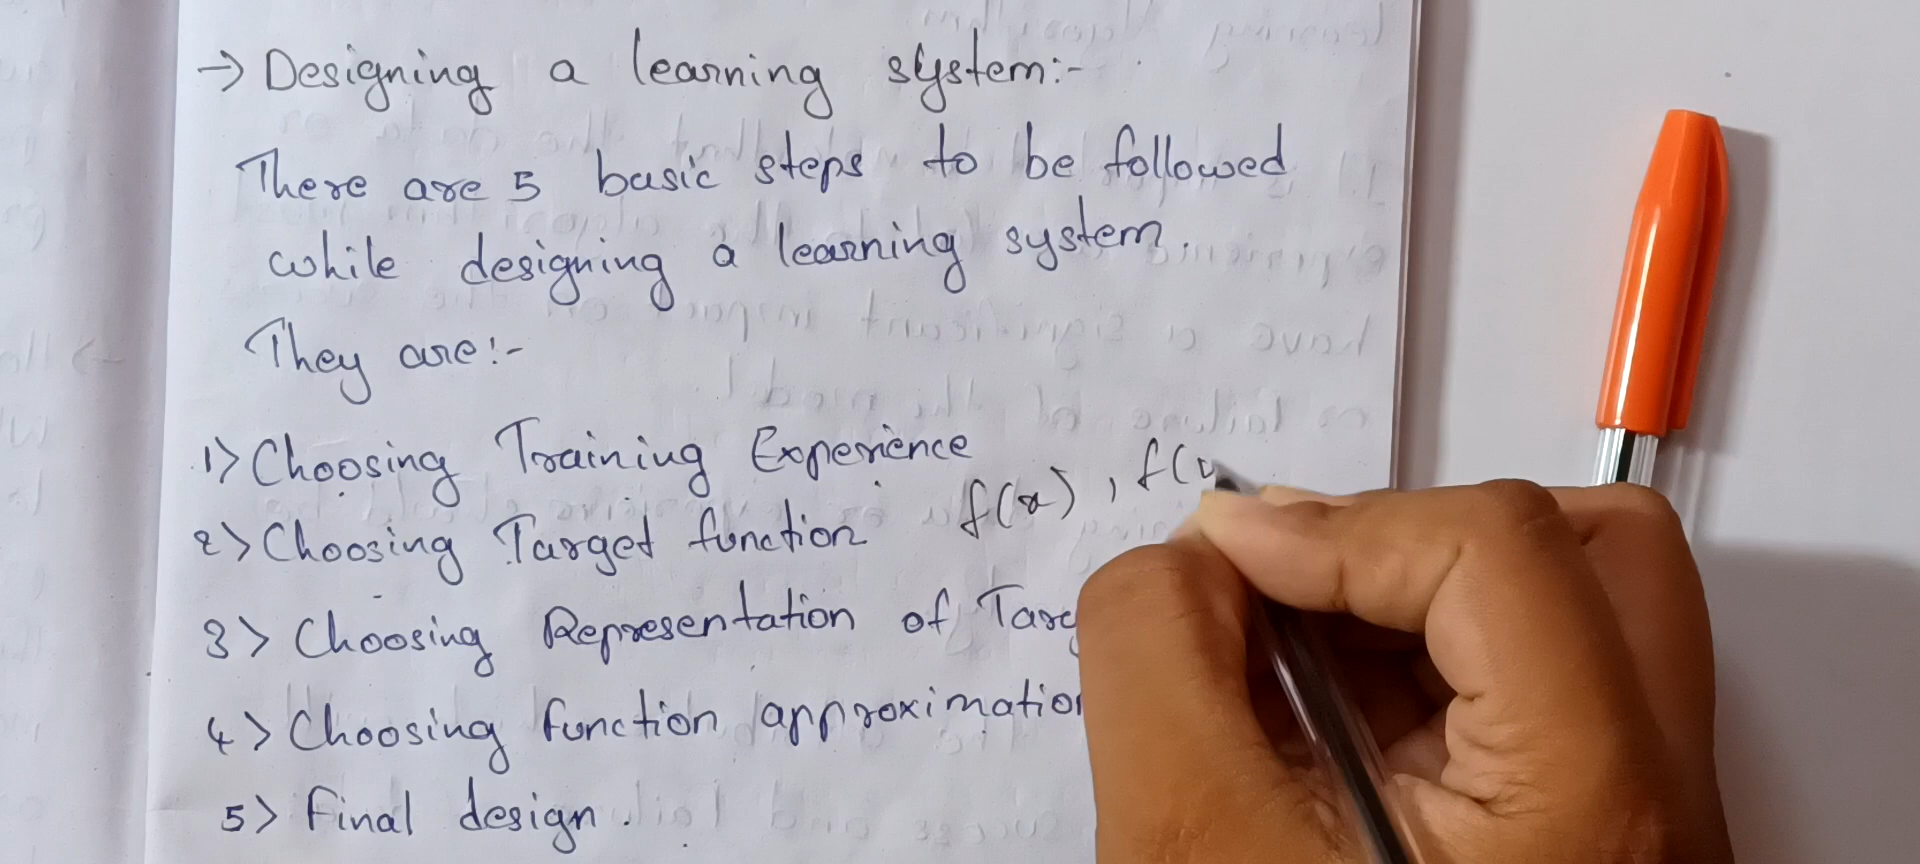 → Designing a learning system:-
There are 5 basic steps to be followed
while designing a learning system.
They are:-
1> Choosing Training Experience
2> Choosing Target function f(x), f(
3> Choosing Representation of
4> Choosing function approximation
5> Final design.